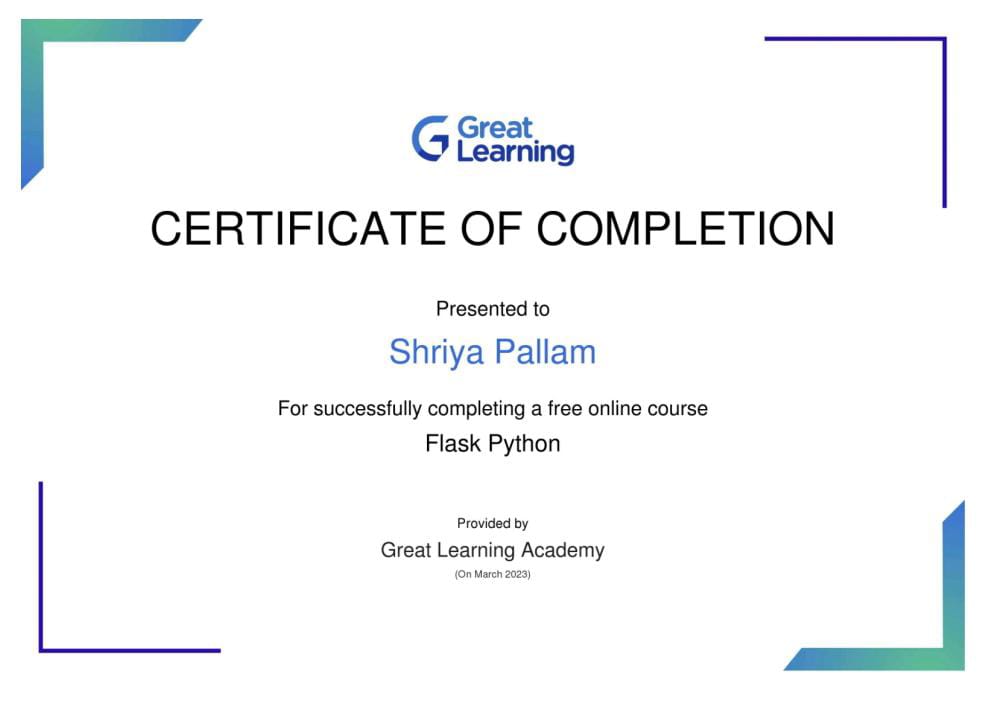 Great
Learning
CERTIFICATE OF COMPLETION
Presented to
Shriya Pallam
For successfully completing a free online course
Flask Python
Provided by
Great Learning Academy
(On March 2023)